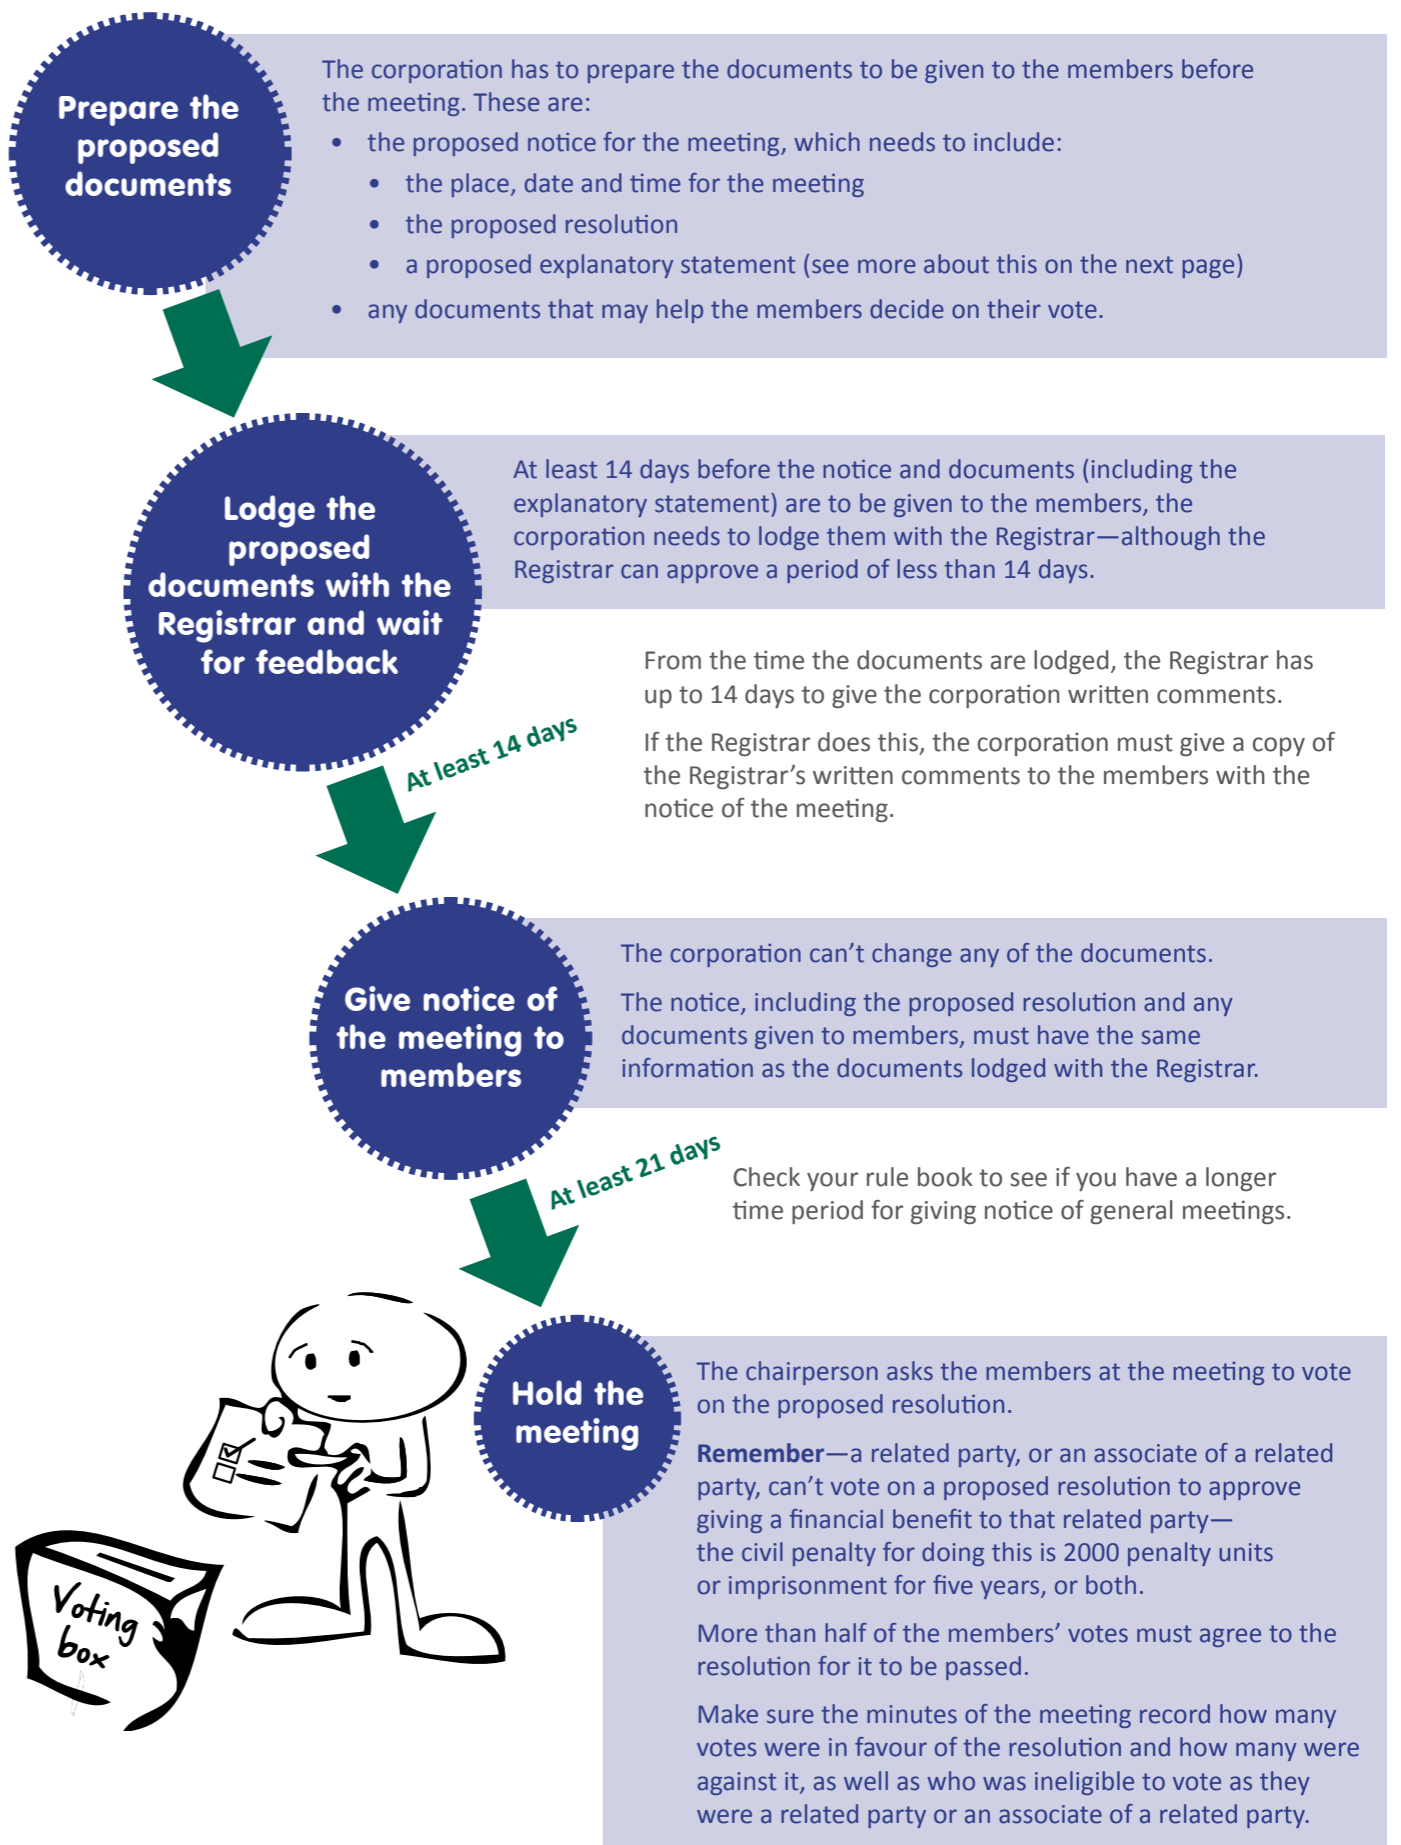 Prepare the
proposed
documents
The corporation has to prepare the documents to be given to the members before
the meeting. These are:
• the proposed notice for the meeting, which needs to include:
• the place, date and time for the meeting
• the proposed resolution
• a proposed explanatory statement (see more about this on the next page)
• any documents that may help the members decide on their vote.
Lodge the
proposed
documents with the
Registrar and wait
for feedback
At least 14 days before the notice and documents (including the
explanatory statement) are to be given to the members, the
corporation needs to lodge them with the Registrar—although the
Registrar can approve a period of less than 14 days.
From the time the documents are lodged, the Registrar has
up to 14 days to give the corporation written comments.
If the Registrar does this, the corporation must give a copy of
the Registrar's written comments to the members with the
notice of the meeting.
At least 14 days
Give notice of
the meeting to
members
The corporation can't change any of the documents.
The notice, including the proposed resolution and any
documents given to members, must have the same
information as the documents lodged with the Registrar.
At least 21 days
Check your rule book to see if you have a longer
time period for giving notice of general meetings.
Hold the
meeting
The chairperson asks the members at the meeting to vote
on the proposed resolution.
Remember—a related party, or an associate of a related
party, can't vote on a proposed resolution to approve
giving a financial benefit to that related party—
the civil penalty for doing this is 2000 penalty units
or imprisonment for five years, or both.
More than half of the members' votes must agree to the
resolution for it to be passed.
Make sure the minutes of the meeting record how many
votes were in favour of the resolution and how many were
against it, as well as who was ineligible to vote as they
were a related party or an associate of a related party.
Voting
box